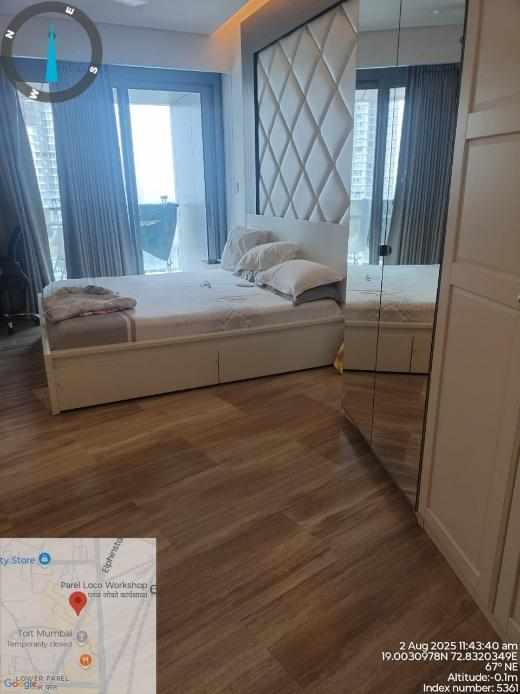 N
E
S
W
ty Store
Elphinsto
Parel Loco Workshop
परळ लोको कार्यशाळा
Toit Mumbai
Temporarily closed
H
LOWER PAREL
Google
2 Aug 2025 11:43:40 am
19.0030978N 72.8320349E
67° NE
Altitude:-0.1m
Index number: 5361